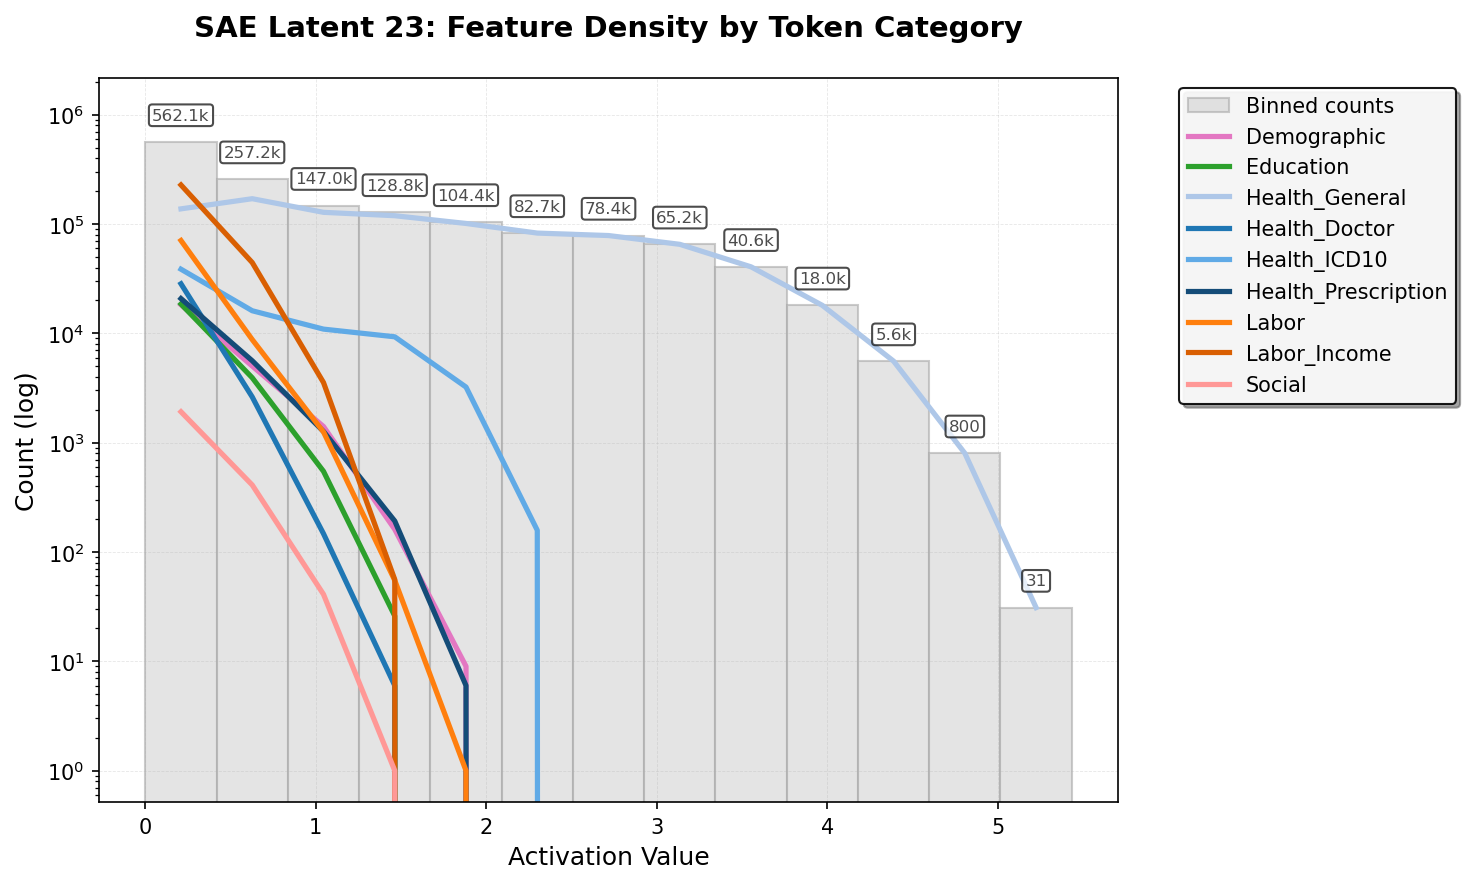 SAE Latent 23: Feature Density by Token Category
Count (log)
10^6
10^5
10^4
10^3
10^2
10^1
10^0
562.1k
257.2k
147.0k
128.8k
104.4k
82.7k
78.4k
65.2k
40.6k
18.0k
5.6k
800
31
0
1
2
3
4
5
Activation Value
Binned counts
Demographic
Education
Health_General
Health_Doctor
Health_ICD10
Health_Prescription
Labor
Labor_Income
Social